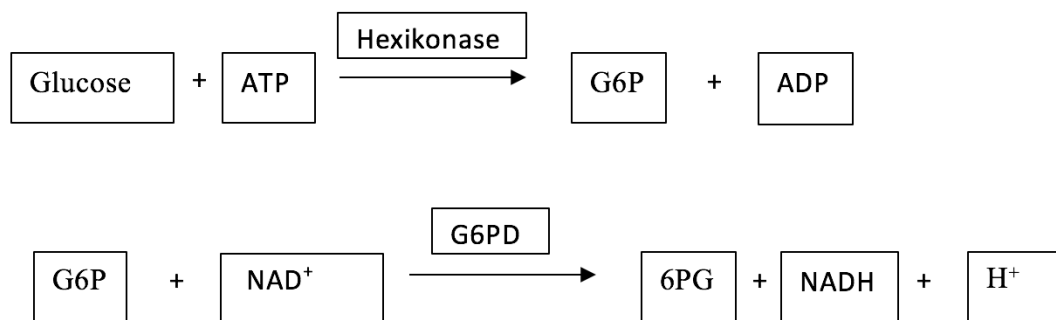 Hexikonase
Glucose + ATP G6P + ADP
G6PD
G6P + NAD⁺ 6PG + NADH + H⁺